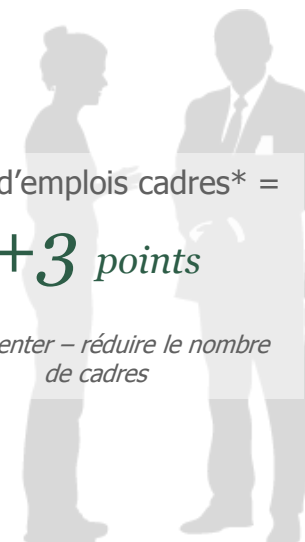 d’emplois cadres* =
+3 points
enter – réduire le nombre
de cadres